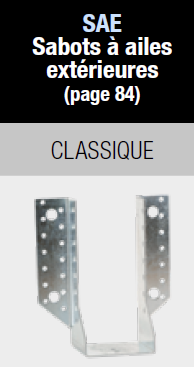 SAE
Sabots à ailes
extérieures
(page 84)
CLASSIQUE